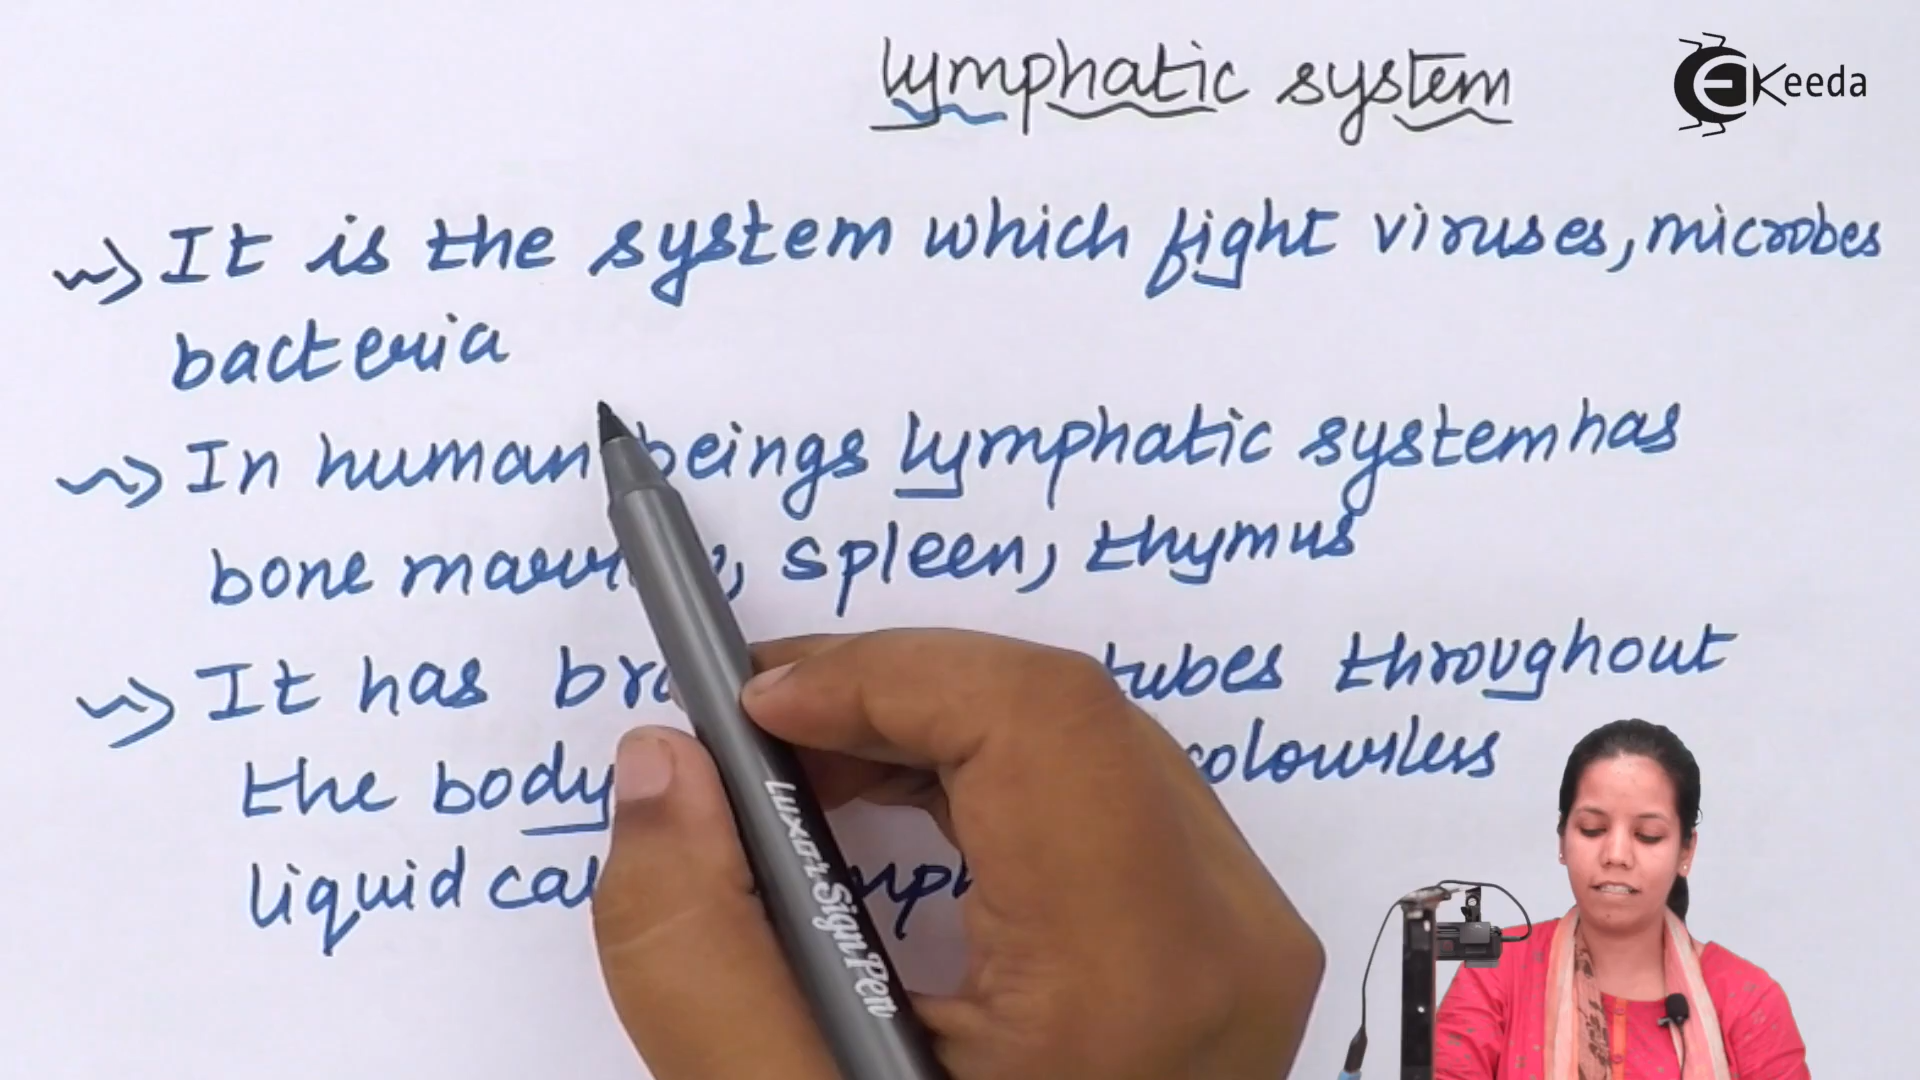 lymphatic system
EKeeda
It is the system which fight viruses, microbes
bacteria
In human beings lymphatic system has
bone marrow, spleen, thymus
It has tubes throughout
the body colourless
liquid
Luxor Sign Pen